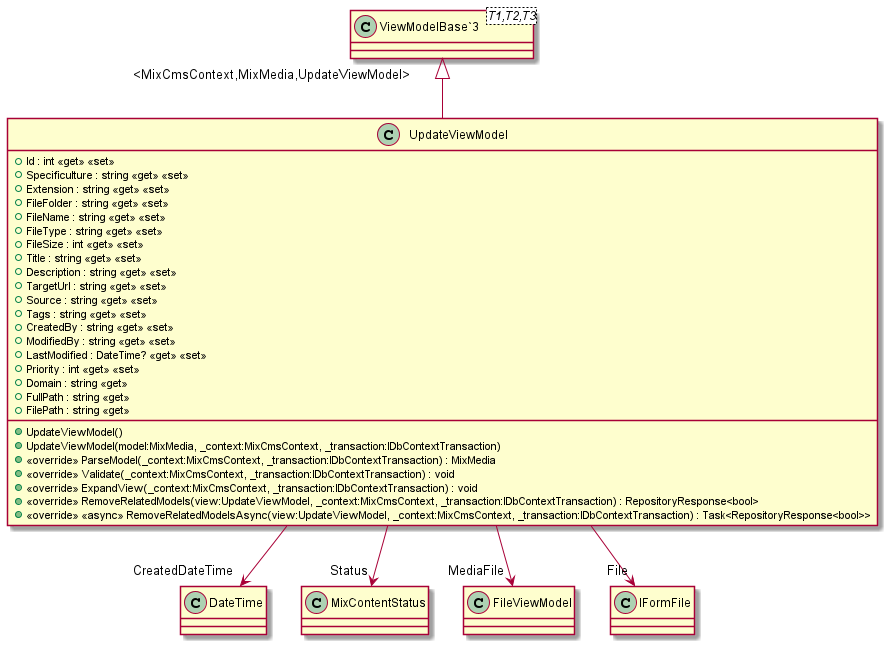 C ViewModelBase`3 T1,T2,T3
<MixCmsContext,MixMedia,UpdateViewModel>
C UpdateViewModel
Id : int «get» «set»
Specificulture : string «get» «set»
Extension : string «get» «set»
FileFolder : string «get» «set»
FileName : string «get» «set»
FileType : string «get» «set»
FileSize : int «get» «set»
Title : string «get» «set»
Description : string «get» «set»
TargetUrl : string «get» «set»
Source : string «get» «set»
Tags : string «get» «set»
CreatedBy : string «get» «set»
ModifiedBy : string «get» «set»
LastModified : DateTime? «get» «set»
Priority : int «get» «set»
Domain : string «get»
FullPath : string «get»
FilePath : string «get»
UpdateViewModel()
UpdateViewModel(model:MixMedia, _context:MixCmsContext, _transaction:IDbContextTransaction)
«override» ParseModel(_context:MixCmsContext, _transaction:IDbContextTransaction) : MixMedia
«override» Validate(_context:MixCmsContext, _transaction:IDbContextTransaction) : void
«override» ExpandView(_context:MixCmsContext, _transaction:IDbContextTransaction) : void
«override» RemoveRelatedModels(view:UpdateViewModel, _context:MixCmsContext, _transaction:IDbContextTransaction) : RepositoryResponse<bool>
«override» «async» RemoveRelatedModelsAsync(view:UpdateViewModel, _context:MixCmsContext, _transaction:IDbContextTransaction) : Task<RepositoryResponse<bool>>
CreatedDateTime Status MediaFile File
C DateTime C MixContentStatus C FileViewModel C IFormFile